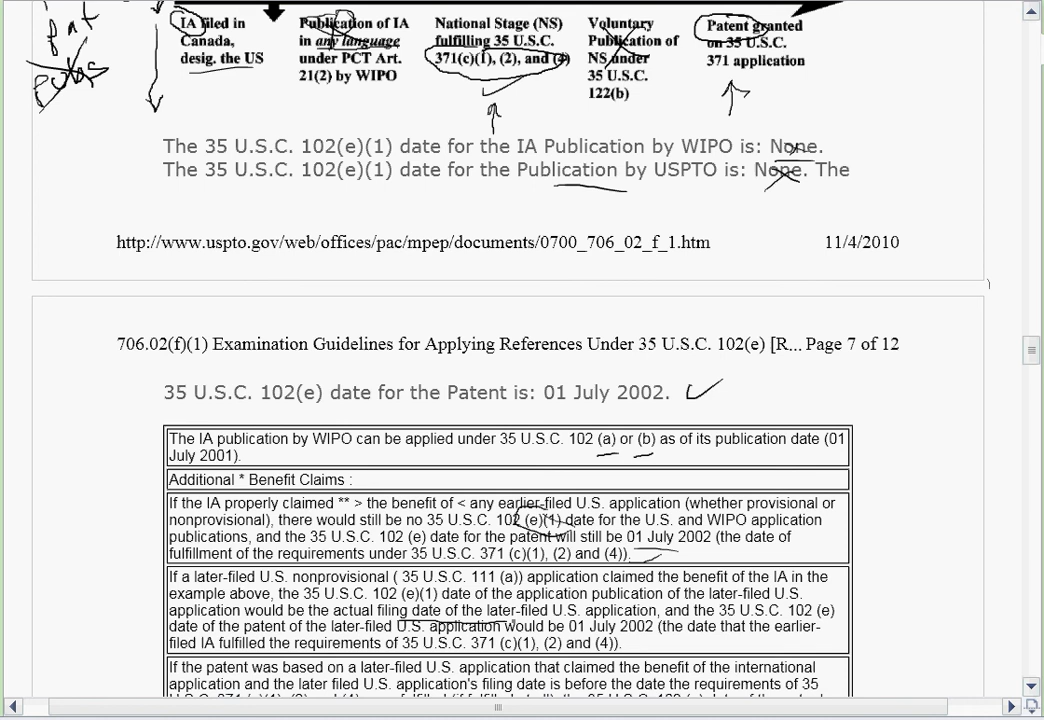 IA filed in
Canada,
desig. the US
Publication of IA
in any language
under PCT Art.
21(2) by WIPO
National Stage (NS)
fulfilling 35 U.S.C.
371(c)(1), (2), and (4)
Voluntary
Publication of
NS under
35 U.S.C.
122(b)
Patent granted
on 35 U.S.C.
371 application
The 35 U.S.C. 102(e)(1) date for the IA Publication by WIPO is: None.
The 35 U.S.C. 102(e)(1) date for the Publication by USPTO is: None. The
http://www.uspto.gov/web/offices/pac/mpep/documents/0700_706_02_f_1.htm 11/4/2010
706.02(f)(1) Examination Guidelines for Applying References Under 35 U.S.C. 102(e) [R... Page 7 of 12
35 U.S.C. 102(e) date for the Patent is: 01 July 2002.
The IA publication by WIPO can be applied under 35 U.S.C. 102 (a) or (b) as of its publication date (01
July 2001).
Additional * Benefit Claims :
If the IA properly claimed ** > the benefit of < any earlier-filed U.S. application (whether provisional or
nonprovisional), there would still be no 35 U.S.C. 102 (e)(1) date for the U.S. and WIPO application
publications, and the 35 U.S.C. 102 (e) date for the patent will still be 01 July 2002 (the date of
fulfillment of the requirements under 35 U.S.C. 371 (c)(1), (2) and (4)).
If a later-filed U.S. nonprovisional ( 35 U.S.C. 111 (a)) application claimed the benefit of the IA in the
example above, the 35 U.S.C. 102 (e)(1) date of the application publication of the later-filed U.S.
application would be the actual filing date of the later-filed U.S. application, and the 35 U.S.C. 102 (e)
date of the patent of the later-filed U.S. application would be 01 July 2002 (the date that the earlier-
filed IA fulfilled the requirements of 35 U.S.C. 371 (c)(1), (2) and (4)).
If the patent was based on a later-filed U.S. application that claimed the benefit of the international
application and the later filed U.S. application's filing date is before the date the requirements of 35